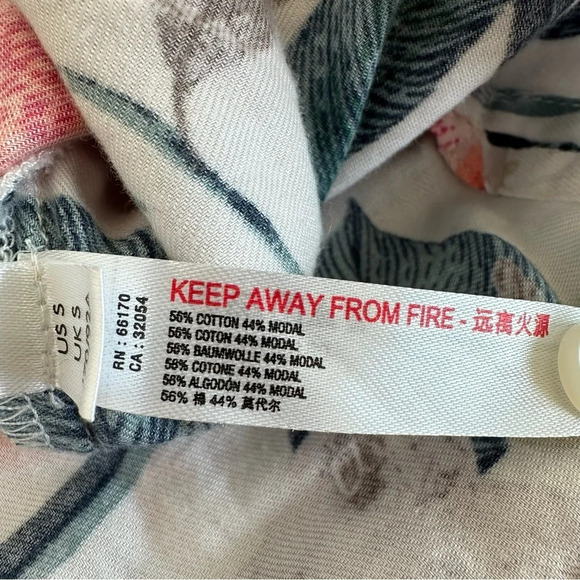 US S
UK S
RN : 66170
CA : 32054
KEEP AWAY FROM FIRE - 远离火源
56% COTTON 44% MODAL
56% COTON 44% MODAL
56% BAUMWOLLE 44% MODAL
56% COTONE 44% MODAL
56% ALGODÓN 44% MODAL
56% 棉 44% 莫代尔